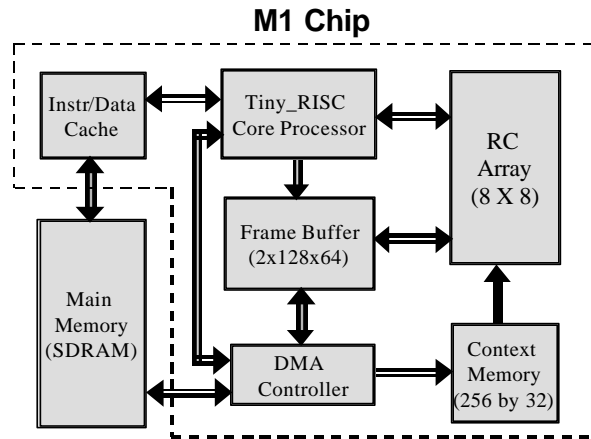 M1 Chip
Instr/Data
Cache
Tiny_RISC
Core Processor
RC
Array
(8 X 8)
Frame Buffer
(2x128x64)
Main
Memory
(SDRAM)
DMA
Controller
Context
Memory
(256 by 32)